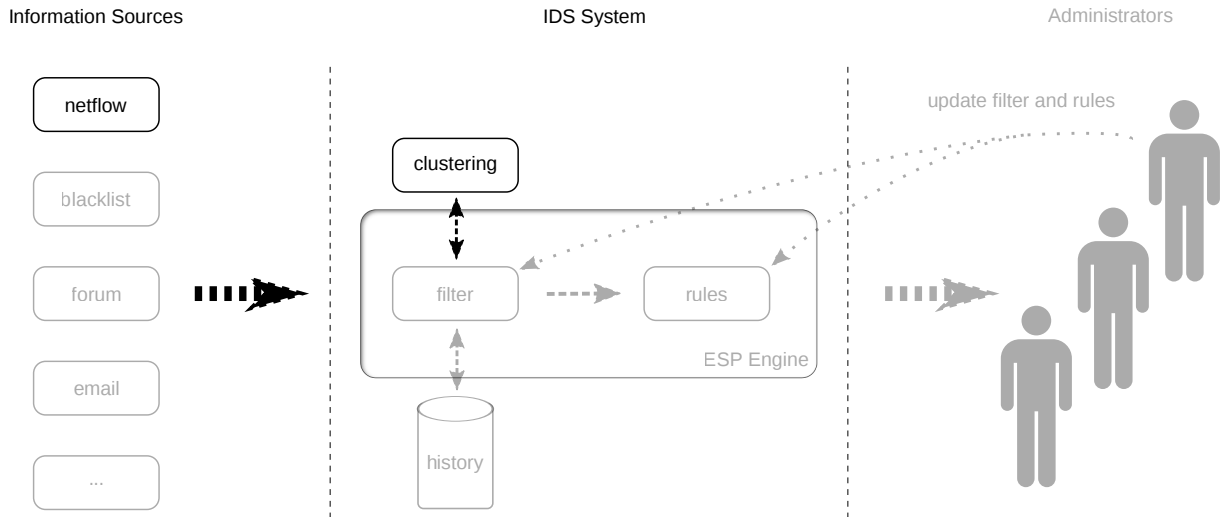 Information Sources
IDS System
Administrators
netflow
update filter and rules
clustering
blacklist
filter
rules
forum
ESP Engine
email
history
...